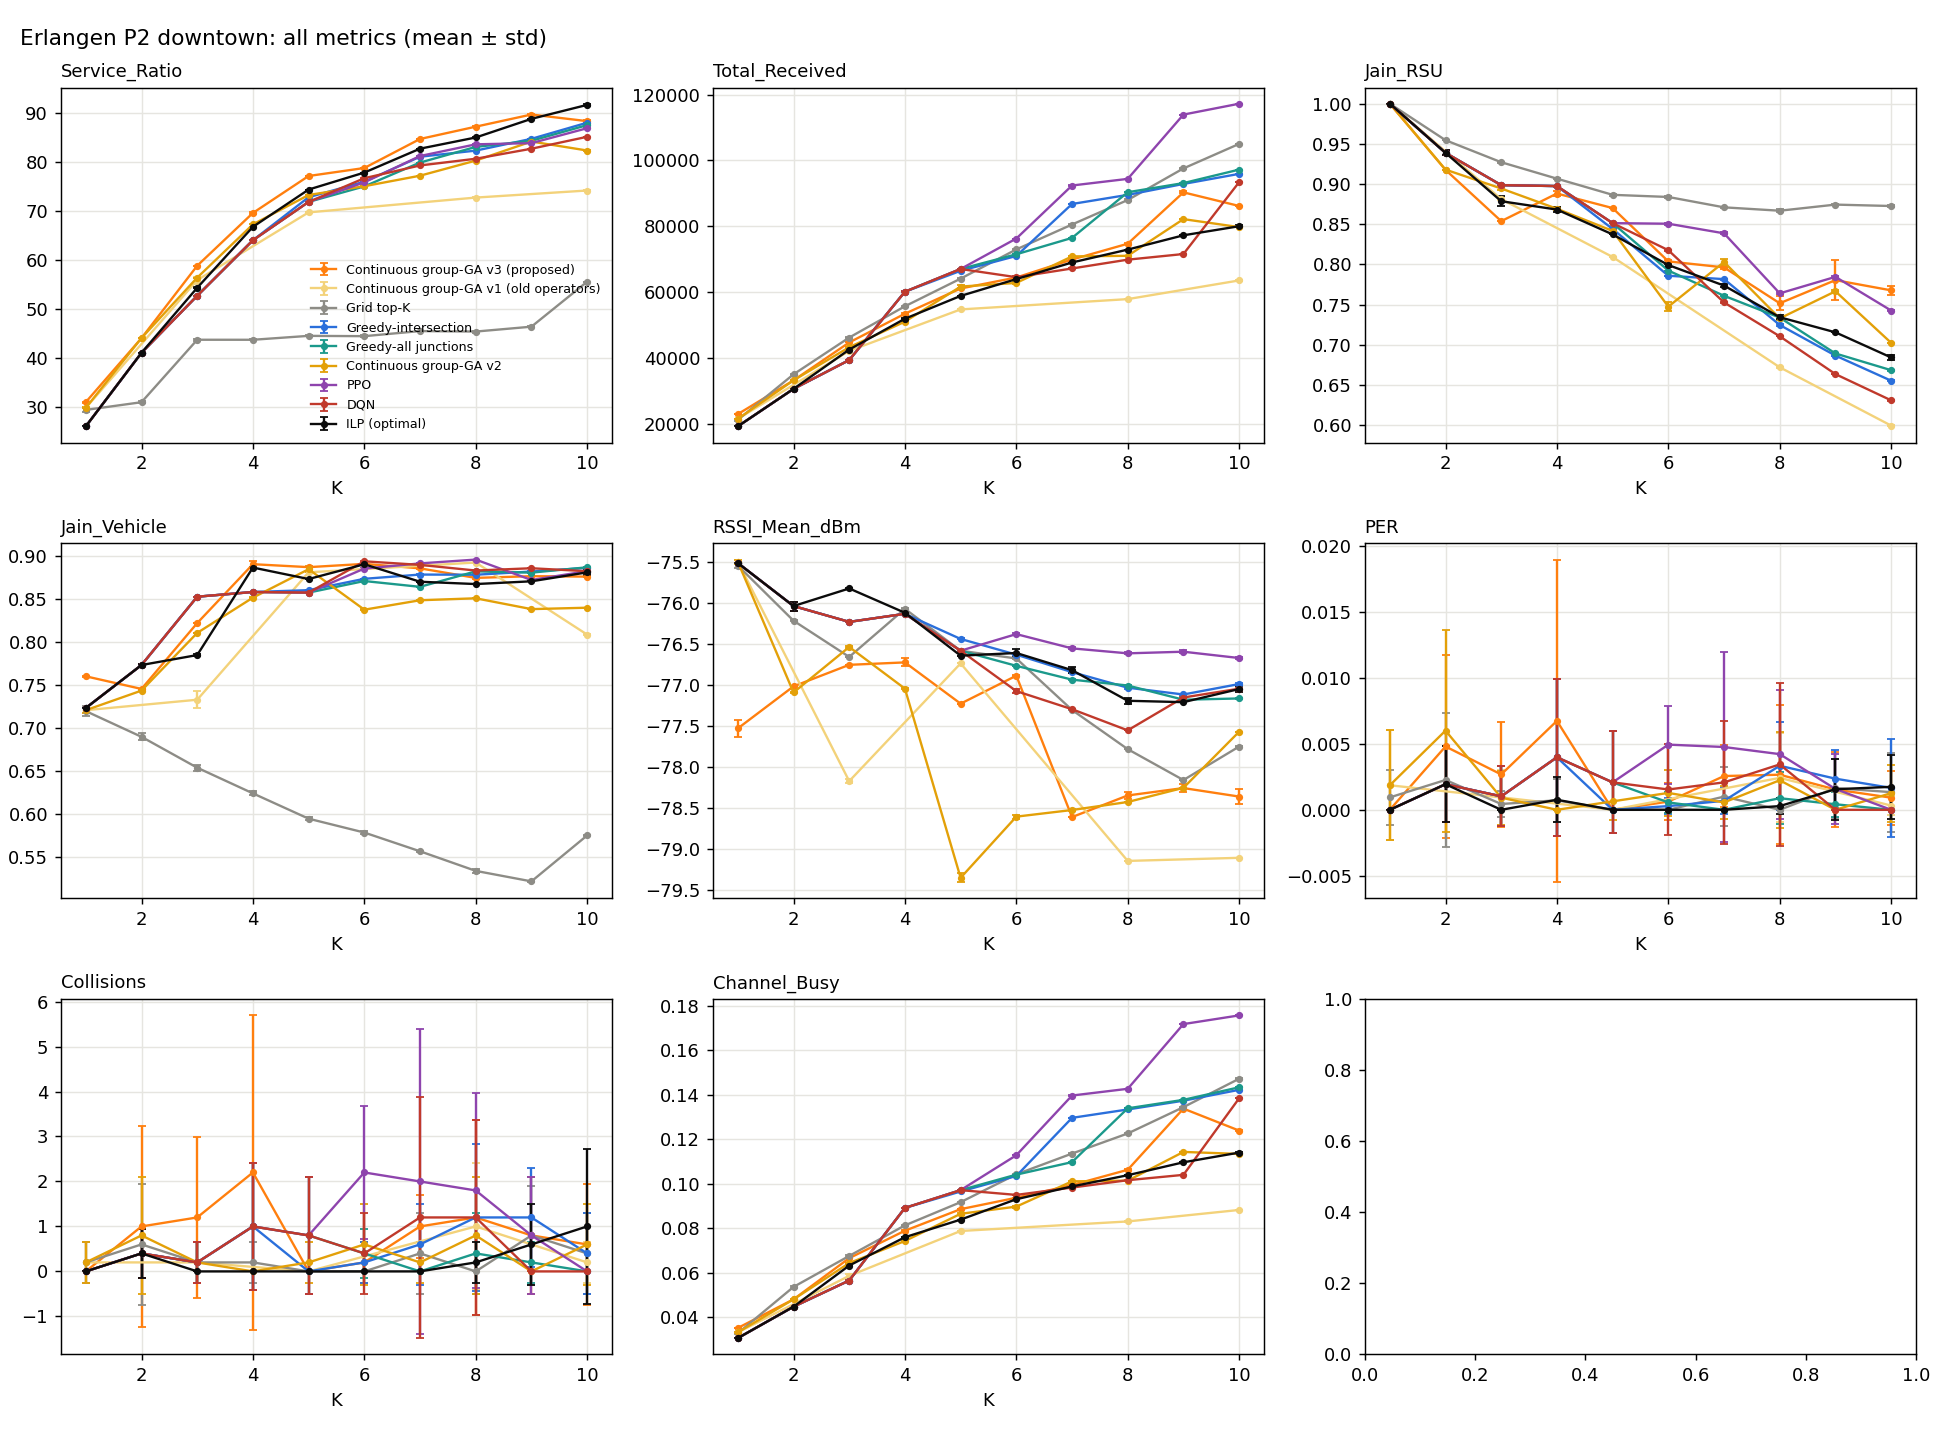 Erlangen P2 downtown: all metrics (mean ± std)
Service_Ratio
90
80
70
60
50
40
30
2 4 6 8 10
K
Continuous group-GA v3 (proposed)
Continuous group-GA v1 (old operators)
Grid top-K
Greedy-intersection
Greedy-all junctions
Continuous group-GA v2
PPO
DQN
ILP (optimal)
Total_Received
120000
100000
80000
60000
40000
20000
2 4 6 8 10
K
Jain_RSU
1.00
0.95
0.90
0.85
0.80
0.75
0.70
0.65
0.60
2 4 6 8 10
K
Jain_Vehicle
0.90
0.85
0.80
0.75
0.70
0.65
0.60
0.55
2 4 6 8 10
K
RSSI_Mean_dBm
−75.5
−76.0
−76.5
−77.0
−77.5
−78.0
−78.5
−79.0
−79.5
2 4 6 8 10
K
PER
0.020
0.015
0.010
0.005
0.000
−0.005
2 4 6 8 10
K
Collisions
6
5
4
3
2
1
0
−1
2 4 6 8 10
K
Channel_Busy
0.18
0.16
0.14
0.12
0.10
0.08
0.06
0.04
2 4 6 8 10
K
1.0
0.8
0.6
0.4
0.2
0.0
0.0 0.2 0.4 0.6 0.8 1.0